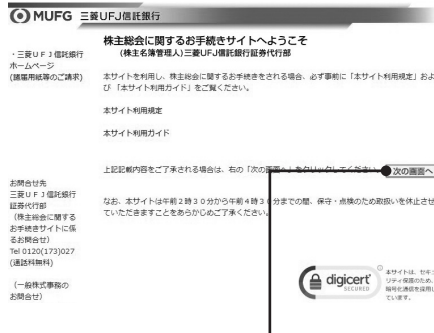 MUFG 三菱UFJ信託銀行
株主総会に関するお手続きサイトへようこそ
(株主名簿管理人)三菱UFJ信託銀行証券代行部
・三菱ＵＦＪ信託銀行
ホームページ
(諸届用紙等のご請求)
本サイトを利用し、株主総会に関するお手続きをされる場合、必ず事前に「本サイト利用規定」およ
び 「本サイト利用ガイド」をご覧ください。
本サイト利用規定
本サイト利用ガイド
上記記載内容をご了承される場合は、右の「次の画面へ」をクリックしてください
次の画面へ
なお、本サイトは午前２時３０分から午前４時３０分までの間、保守・点検のため取扱いを休止させ
ていただきますことをあらかじめご了承ください。
お問合せ先
三菱ＵＦＪ信託銀行
証券代行部
(株主総会に関する
お手続きサイトに係
るお問合せ)
Tel 0120(173)027
(通話料無料)
(一般株式事務の
お問合せ)
digicert
SECURED
本サイトは、セキュ
リティ保護のため、
暗号化通信を採用し
ています。